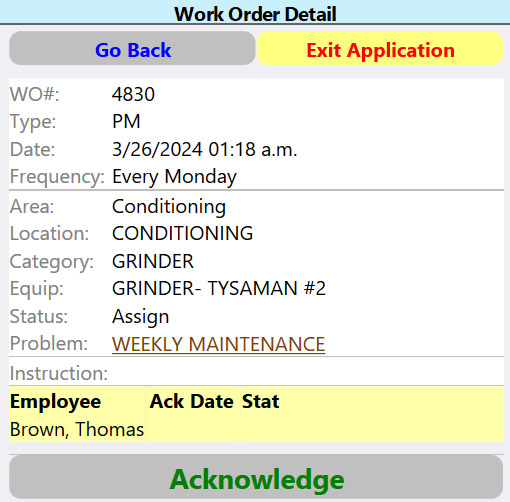 Work Order Detail
Go Back Exit Application
WO#: 4830
Type: PM
Date: 3/26/2024 01:18 a.m.
Frequency: Every Monday
Area: Conditioning
Location: CONDITIONING
Category: GRINDER
Equip: GRINDER- TYSAMAN #2
Status: Assign
Problem: WEEKLY MAINTENANCE
Instruction:
Employee Ack Date Stat
Brown, Thomas
Acknowledge